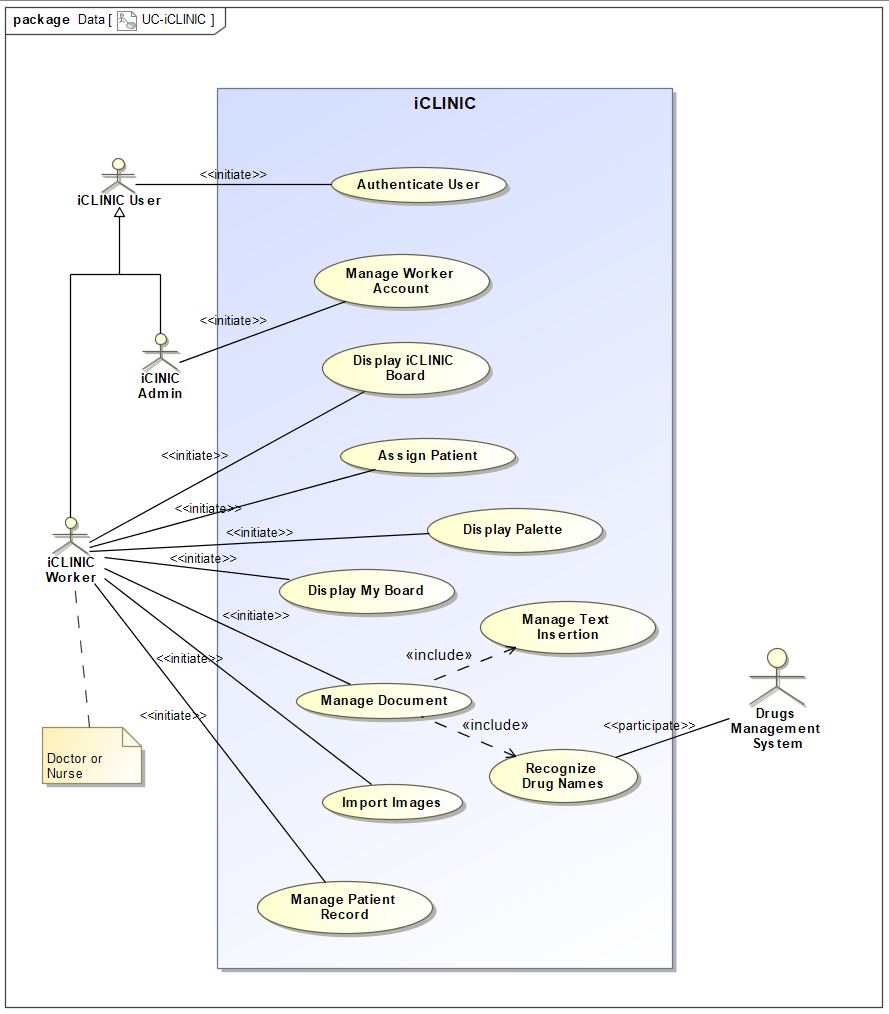 package Data [ UC-iCLINIC ]
iCLINIC
<<initiate>>
Authenticate User
iCLINIC User
Manage Worker
Account
<<initiate>>
iCINIC
Admin
Display iCLINIC
Board
<<initiate>>
Assign Patient
<<initiate>>
Display Palette
<<initiate>>
iCLINIC
Worker
<<initiate>>
Display My Board
<<initiate>>
Manage Text
Insertion
«include»
<<initiate>>
Manage Document
<<initiate>>
«include»
<<participate>>
Drugs
Management
System
Doctor or
Nurse
Recognize
Drug Names
Import Images
Manage Patient
Record